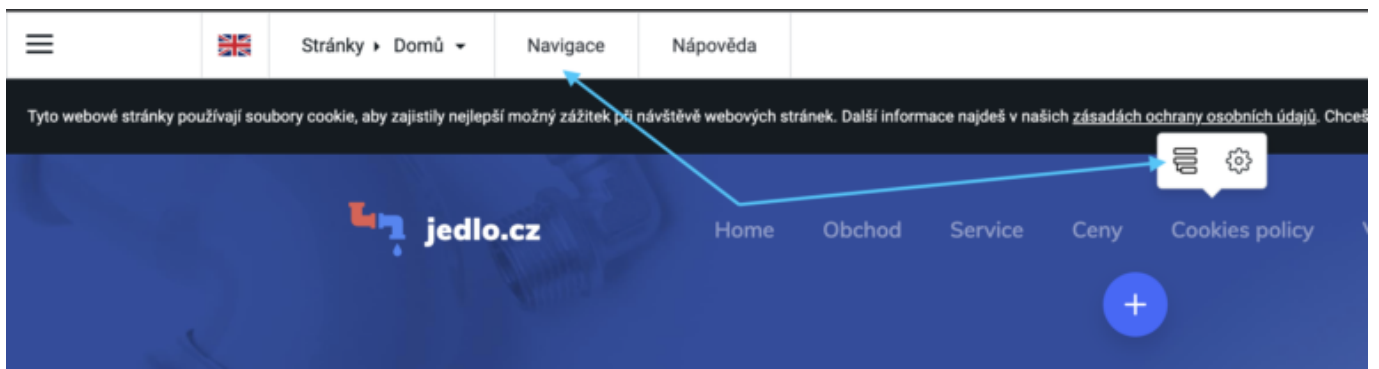 Stránky ▸ Domů ▾ Navigace Nápověda
Tyto webové stránky používají soubory cookie, aby zajistily nejlepší možný zážitek při návštěvě webových stránek. Další informace najdeš v našich zásadách ochrany osobních údajů. Chceš
jedlo.cz Home Obchod Service Ceny Cookies policy